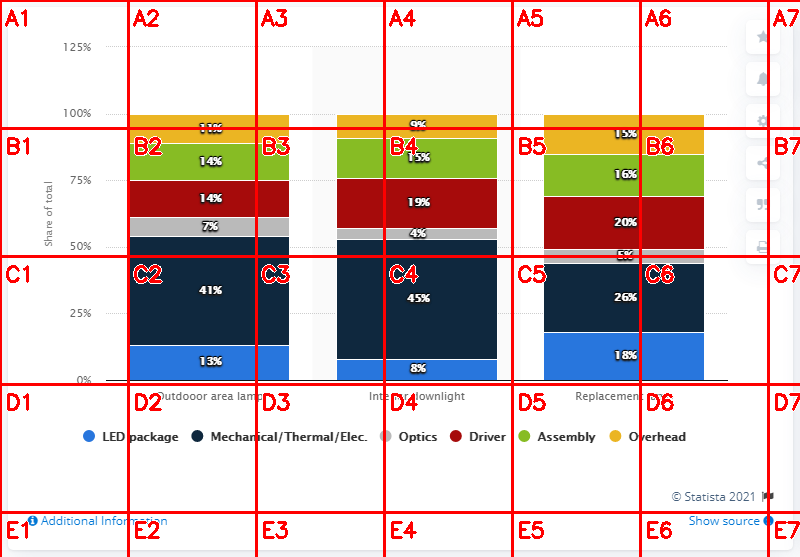 A1 A2 A3 A4 A5 A6 A7
125%
100%
11% 9% 15%
B1 B2 B3 B4 B5 B6 B7
14% 15% 16%
75%
Share of total
14% 19% 20%
7% 4% 5%
50%
C1 C2 C3 C4 C5 C6 C7
41% 45% 26%
25%
13% 8% 18%
0%
Outdooor area lamp Interior downlight Replacement
D1 D2 D3 D4 D5 D6 D7
LED package Mechanical/Thermal/Elec. Optics Driver Assembly Overhead
© Statista 2021
Additional Information Show source
E1 E2 E3 E4 E5 E6 E7